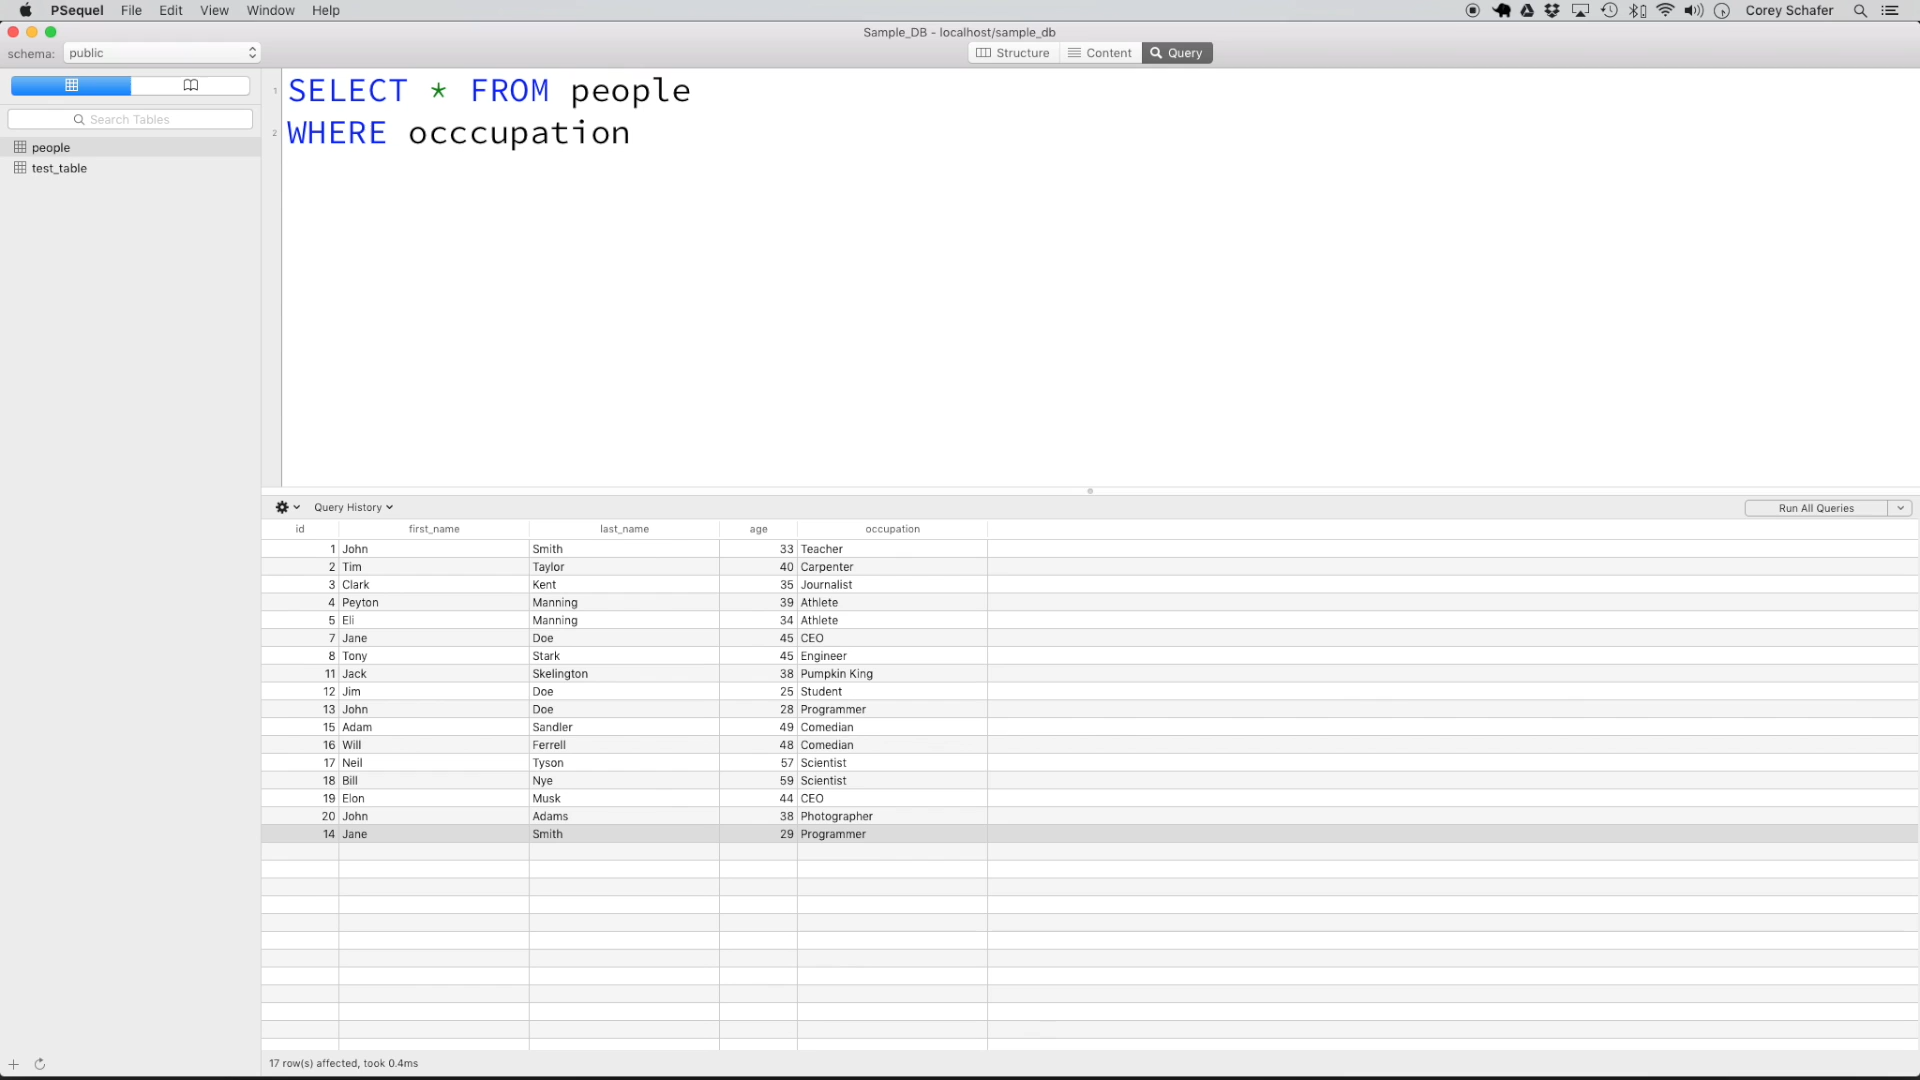 PSequel File Edit View Window Help Corey Schafer
Sample_DB - localhost/sample_db
schema: public Structure Content Query
Search Tables
people
test_table
1 SELECT * FROM people
2 WHERE occcupation
Query History Run All Queries
id first_name last_name age occupation
1 John Smith 33 Teacher
2 Tim Taylor 40 Carpenter
3 Clark Kent 35 Journalist
4 Peyton Manning 39 Athlete
5 Eli Manning 34 Athlete
7 Jane Doe 45 CEO
8 Tony Stark 45 Engineer
11 Jack Skelington 38 Pumpkin King
12 Jim Doe 25 Student
13 John Doe 28 Programmer
15 Adam Sandler 49 Comedian
16 Will Ferrell 48 Comedian
17 Neil Tyson 57 Scientist
18 Bill Nye 59 Scientist
19 Elon Musk 44 CEO
20 John Adams 38 Photographer
14 Jane Smith 29 Programmer
17 row(s) affected, took 0.4ms